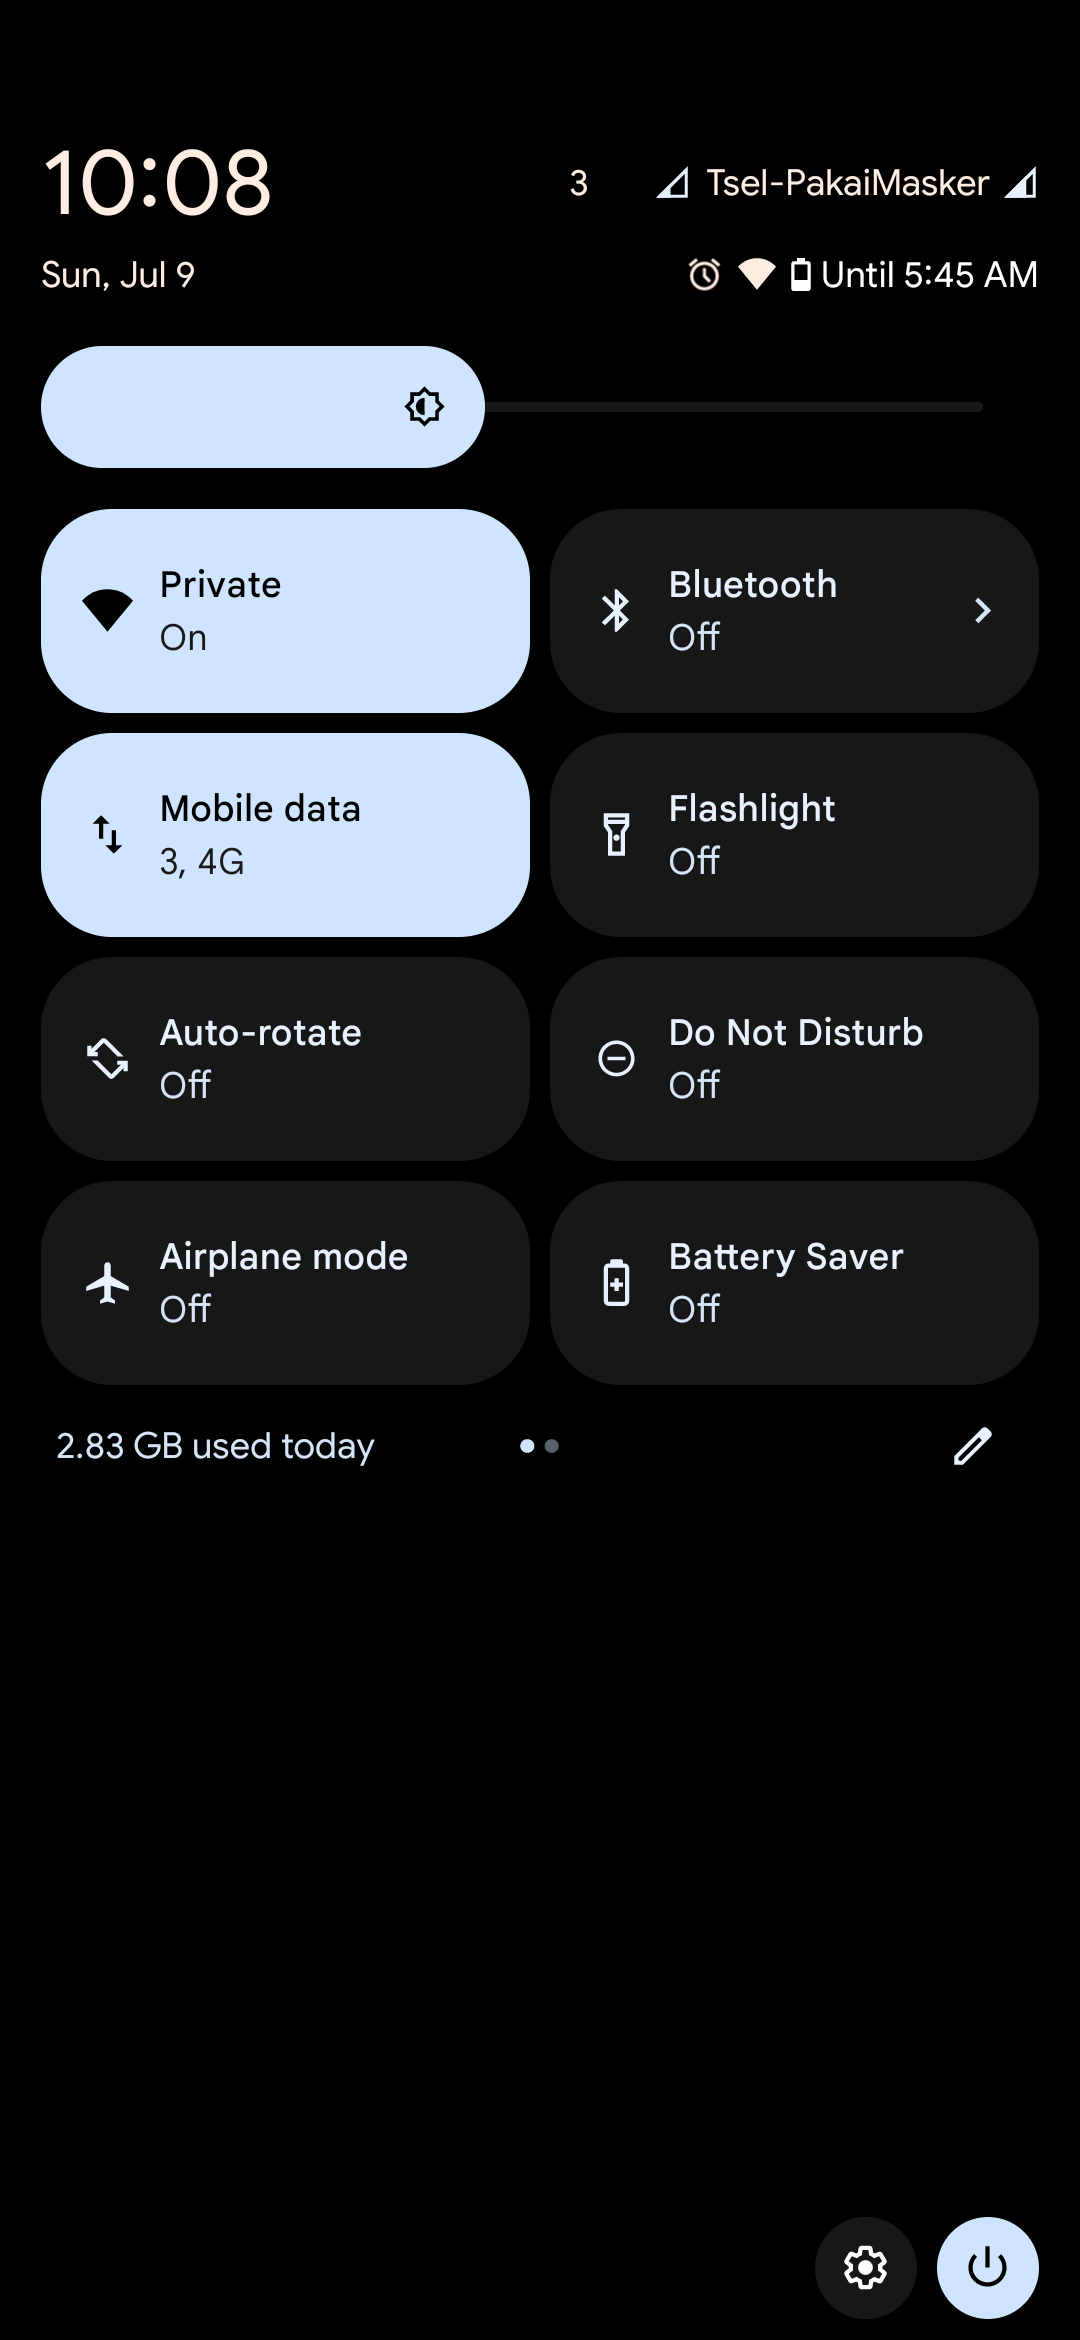 10:08
3 Tsel-PakaiMasker
Sun, Jul 9
Until 5:45 AM
Private
On
Bluetooth
Off
Mobile data
3, 4G
Flashlight
Off
Auto-rotate
Off
Do Not Disturb
Off
Airplane mode
Off
Battery Saver
Off
2.83 GB used today